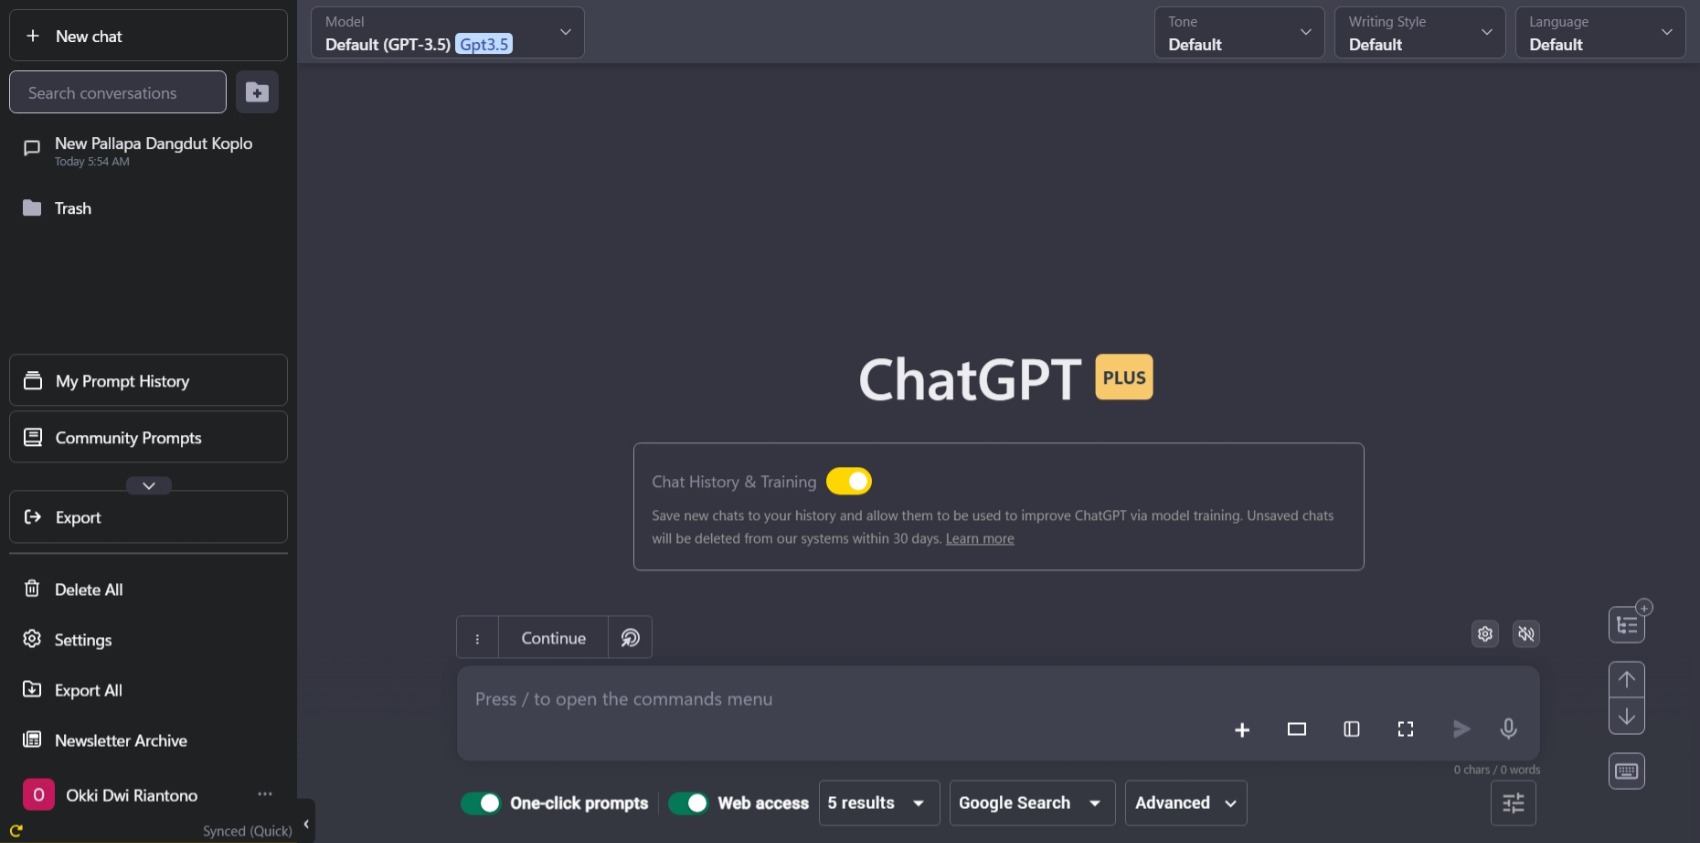 New chat
Search conversations
New Pallapa Dangdut Koplo
Today 5:54 AM
Trash
My Prompt History
Community Prompts
Export
Delete All
Settings
Export All
Newsletter Archive
O
Okki Dwi Riantono
Synced (Quick)
Model
Default (GPT-3.5) Gpt3.5
Tone
Default
Writing Style
Default
Language
Default
ChatGPT PLUS
Chat History & Training
Save new chats to your history and allow them to be used to improve ChatGPT via model training. Unsaved chats
will be deleted from our systems within 30 days. Learn more
Continue
Press / to open the commands menu
0 chars / 0 words
One-click prompts
Web access
5 results
Google Search
Advanced